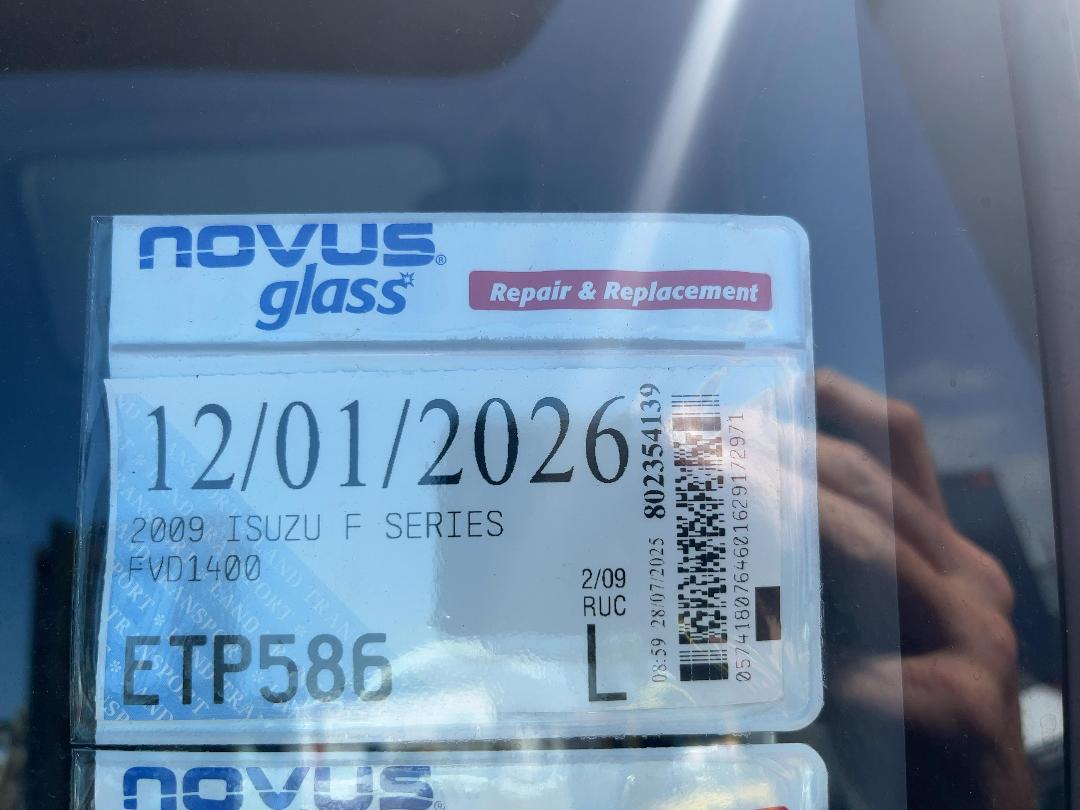 NOVUS®
glass
Repair & Replacement
12/01/2026
2009 ISUZU F SERIES
FVD1400
2/09
RUC
L
ETP586
802354139
08:59 28/07/2025
0574180764601629172971
NOVUS®